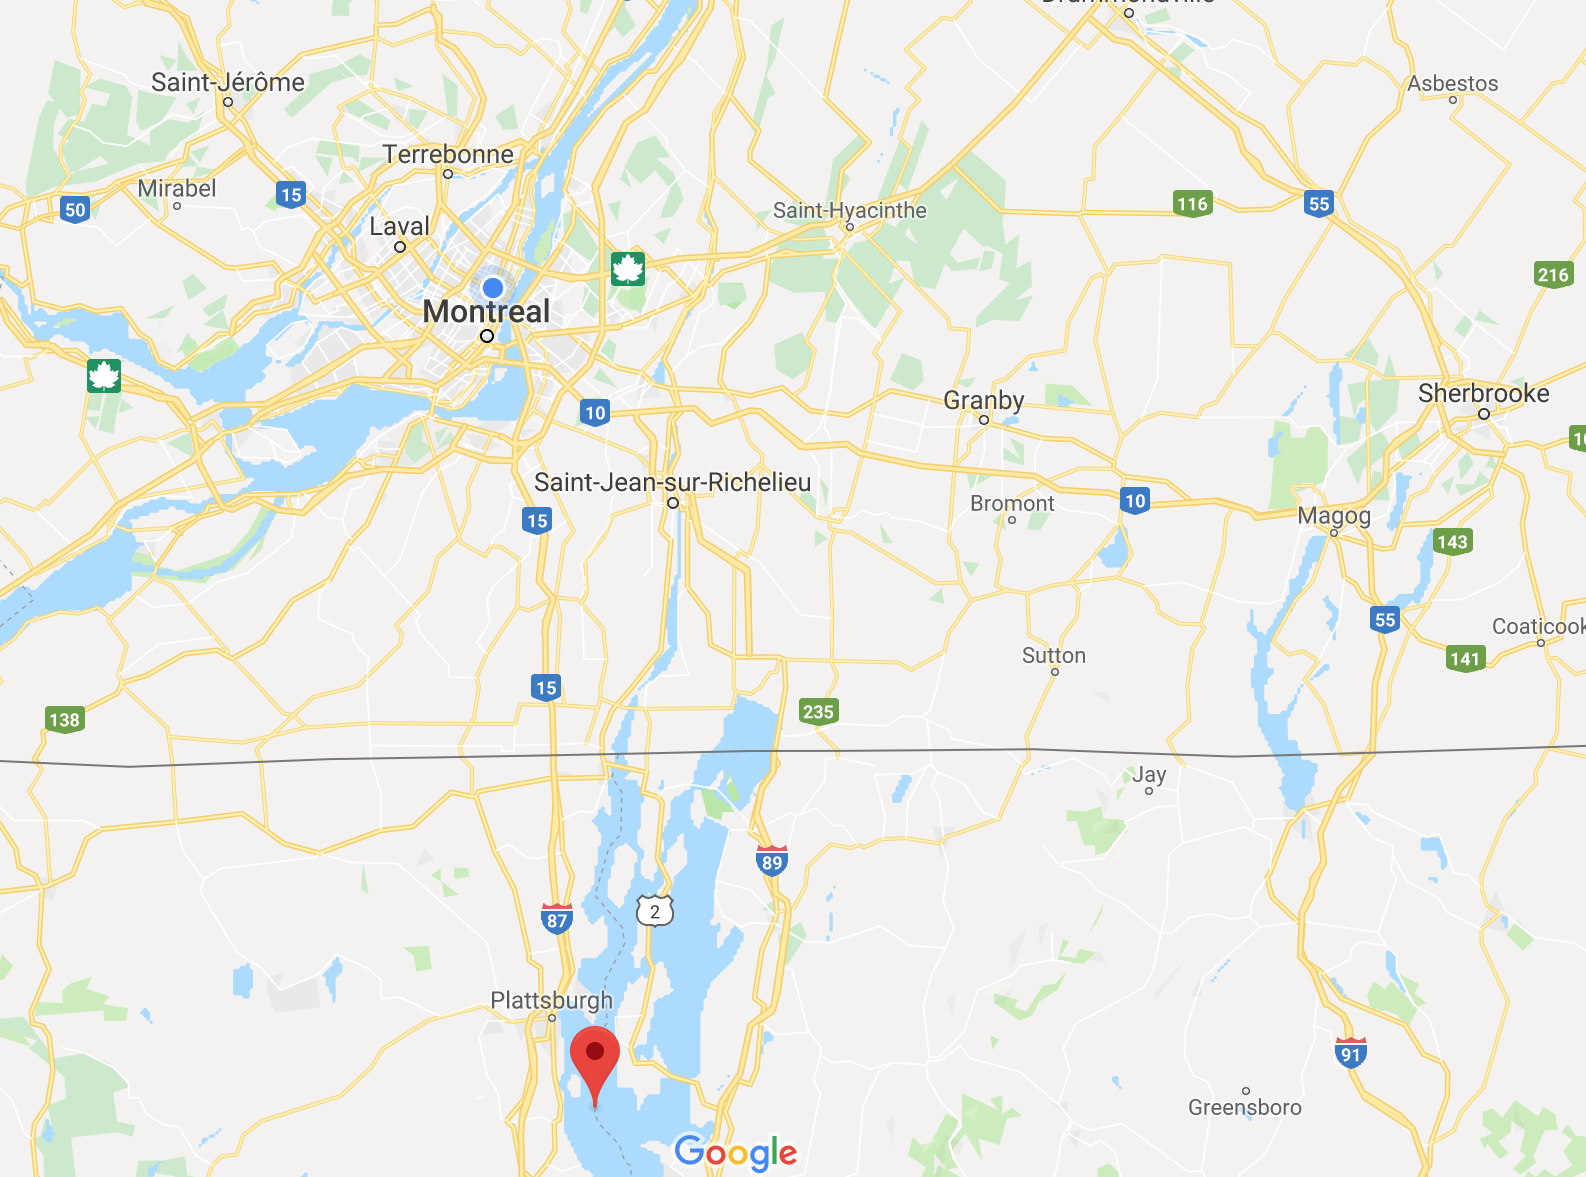 Drummondville
Saint-Jérôme
Asbestos
Terrebonne
Mirabel
15
50
116
55
Saint-Hyacinthe
Laval
216
Montreal
10
Granby
Sherbrooke
Saint-Jean-sur-Richelieu
15
Bromont
10
Magog
143
55
Coaticook
Sutton
141
15
138
235
Jay
89
87
2
Plattsburgh
91
Greensboro
Google